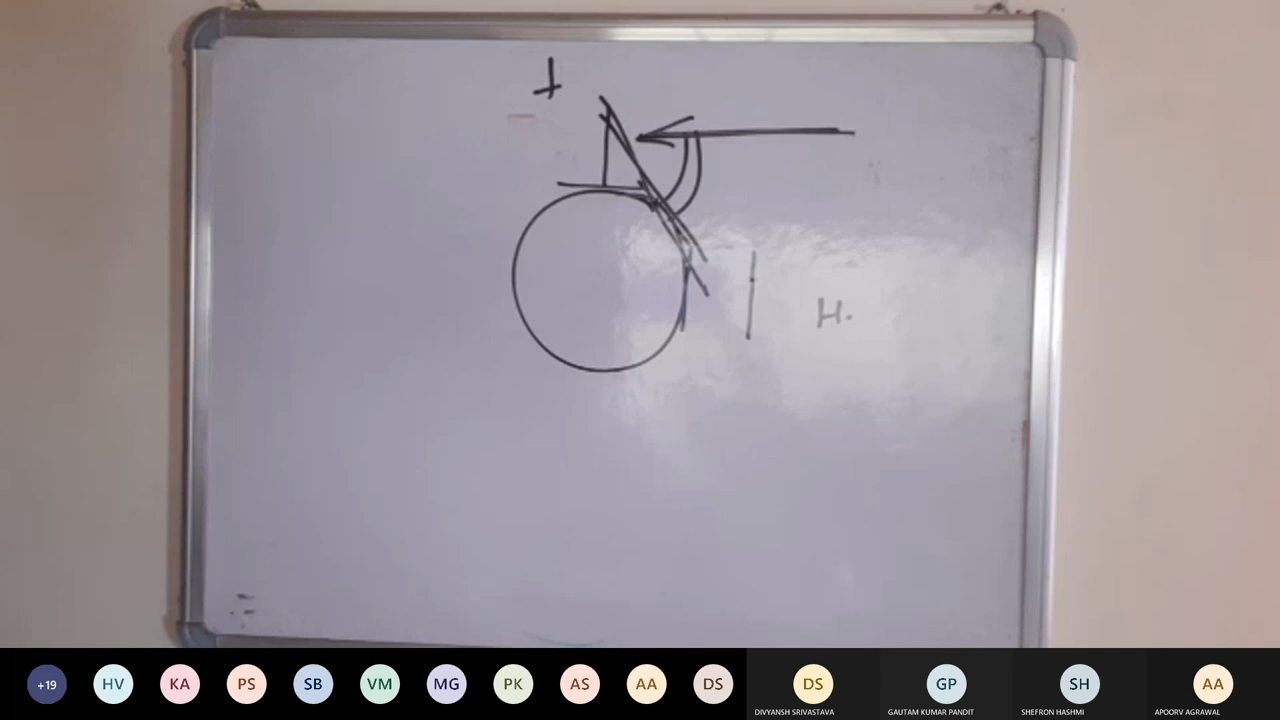 H.
+19 HV KA PS SB VM MG PK AS AA DS DS GP SH AA
DIVYANSH SRIVASTAVA GAUTAM KUMAR PANDIT SHEFRON HASHMI APOORV AGRAWAL